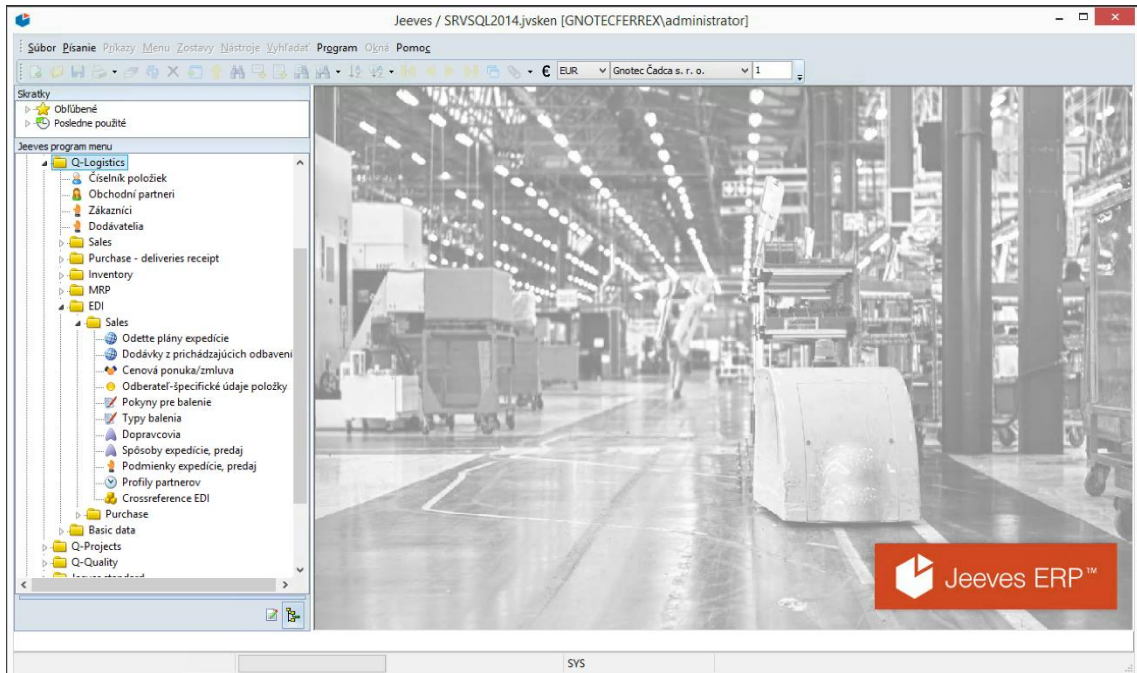 Jeeves / SRVSQL2014.jvsken [GNOTECFERREX\administrator]
Súbor Písanie Príkazy Menu Zostavy Nástroje Vyhľadať Program Okná Pomoc
€ EUR Gnotec Čadca s. r. o. 1
Skratky
Obľúbené
Posledne použité
Jeeves program menu
Q-Logistics
Číselník položiek
Obchodní partneri
Zákazníci
Dodávatelia
Sales
Purchase - deliveries receipt
Inventory
MRP
EDI
Sales
Odette plány expedície
Dodávky z prichádzajúcich odbavení
Cenová ponuka/zmluva
Odberateľ-špecifické údaje položky
Pokyny pre balenie
Typy balenia
Dopravcovia
Spôsoby expedície, predaj
Podmienky expedície, predaj
Profily partnerov
Crossreference EDI
Purchase
Basic data
Q-Projects
Q-Quality
Jeeves ERP™
SYS